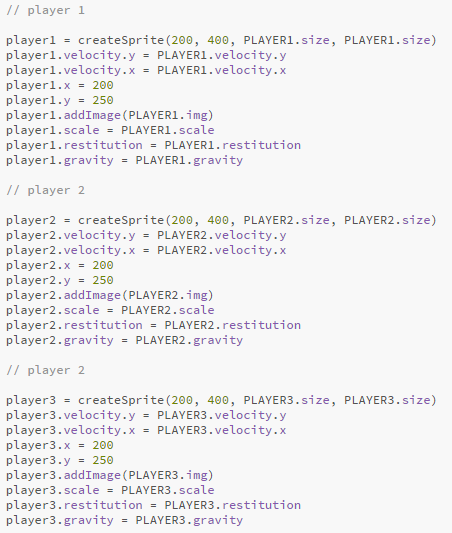 // player 1
player1 = createSprite(200, 400, PLAYER1.size, PLAYER1.size)
player1.velocity.y = PLAYER1.velocity.y
player1.velocity.x = PLAYER1.velocity.x
player1.x = 200
player1.y = 250
player1.addImage(PLAYER1.img)
player1.scale = PLAYER1.scale
player1.restitution = PLAYER1.restitution
player1.gravity = PLAYER1.gravity
// player 2
player2 = createSprite(200, 400, PLAYER2.size, PLAYER2.size)
player2.velocity.y = PLAYER2.velocity.y
player2.velocity.x = PLAYER2.velocity.x
player2.x = 200
player2.y = 250
player2.addImage(PLAYER2.img)
player2.scale = PLAYER2.scale
player2.restitution = PLAYER2.restitution
player2.gravity = PLAYER2.gravity
// player 2
player3 = createSprite(200, 400, PLAYER3.size, PLAYER3.size)
player3.velocity.y = PLAYER3.velocity.y
player3.velocity.x = PLAYER3.velocity.x
player3.x = 200
player3.y = 250
player3.addImage(PLAYER3.img)
player3.scale = PLAYER3.scale
player3.restitution = PLAYER3.restitution
player3.gravity = PLAYER3.gravity